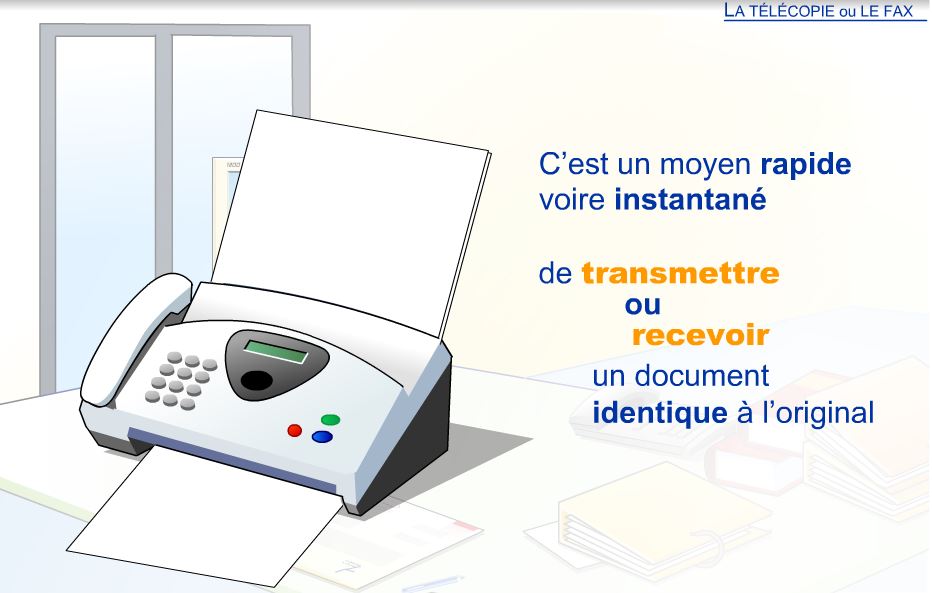 LA TÉLÉCOPIE ou LE FAX
C’est un moyen rapide
voire instantané
de transmettre
ou
recevoir
un document
identique à l’original